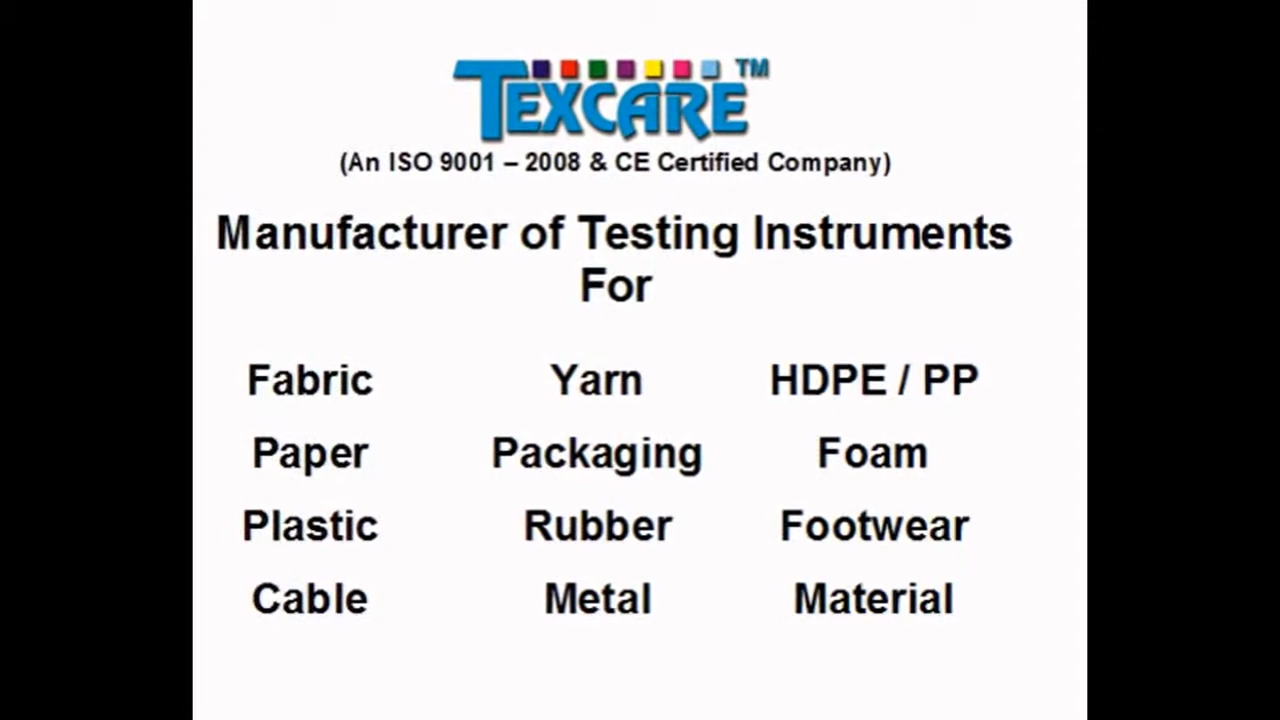 TEXCARE™
(An ISO 9001 – 2008 & CE Certified Company)
Manufacturer of Testing Instruments
For
Fabric Yarn HDPE / PP
Paper Packaging Foam
Plastic Rubber Footwear
Cable Metal Material